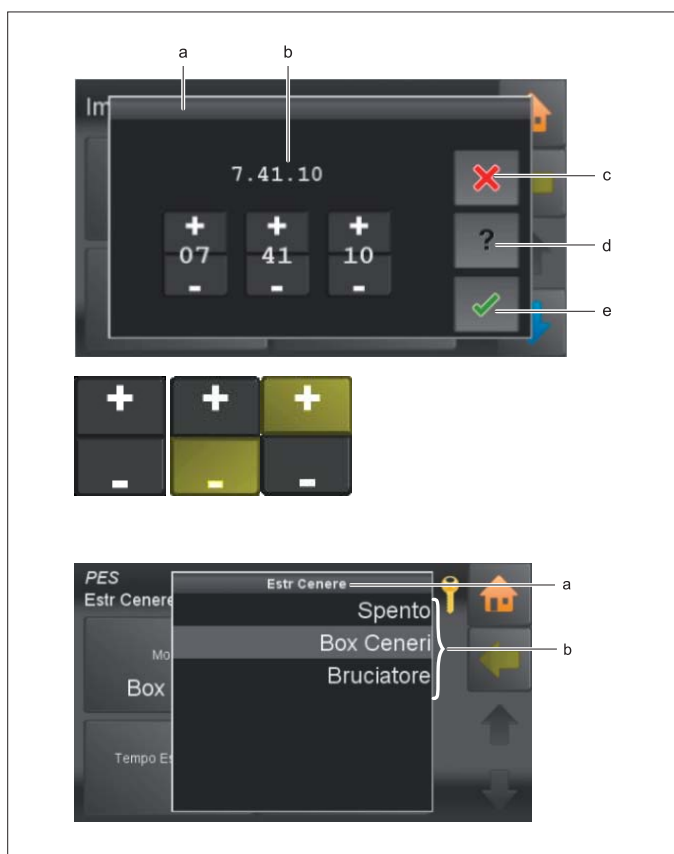 a b
Im
7.41.10
+ + +
07 41 10
- - -
?
c
d
e
+ + +
- - -
PES
Estr Cenere
Mo
Box
Tempo Es
Estr Cenere
Spento
Box Ceneri
Bruciatore
a
b